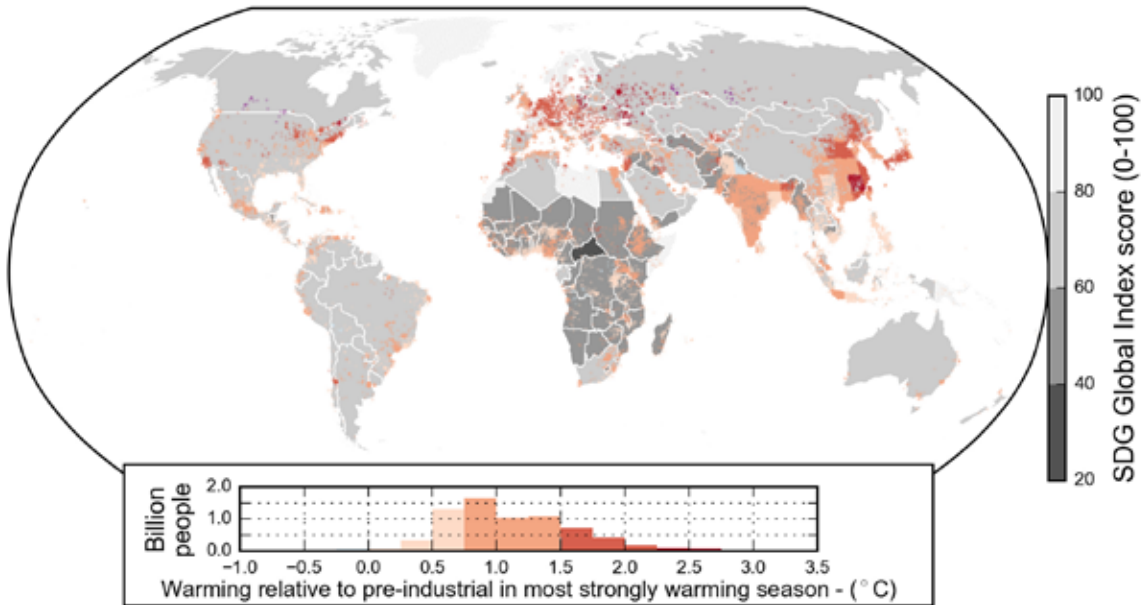 100
80
60
40
20
SDG Global Index score (0-100)
2.0
1.0
0.0
Billion
people
−1.0 −0.5 0.0 0.5 1.0 1.5 2.0 2.5 3.0 3.5
Warming relative to pre-industrial in most strongly warming season - (°C)